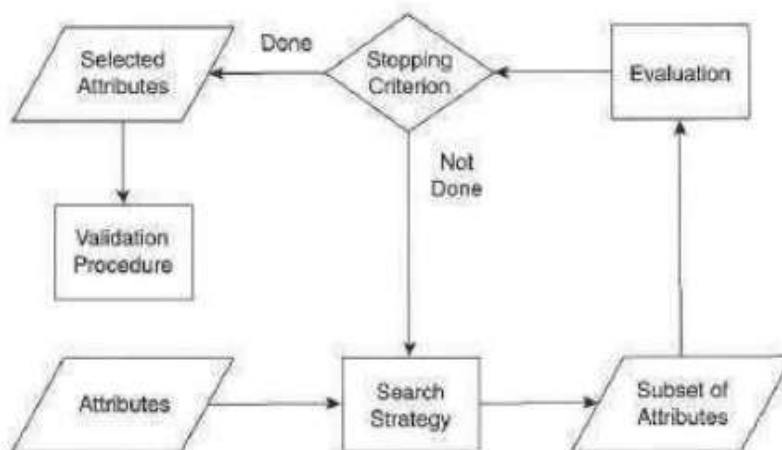 Done
Selected
Attributes
Stopping
Criterion
Evaluation
Not
Done
Validation
Procedure
Attributes
Search
Strategy
Subset of
Attributes